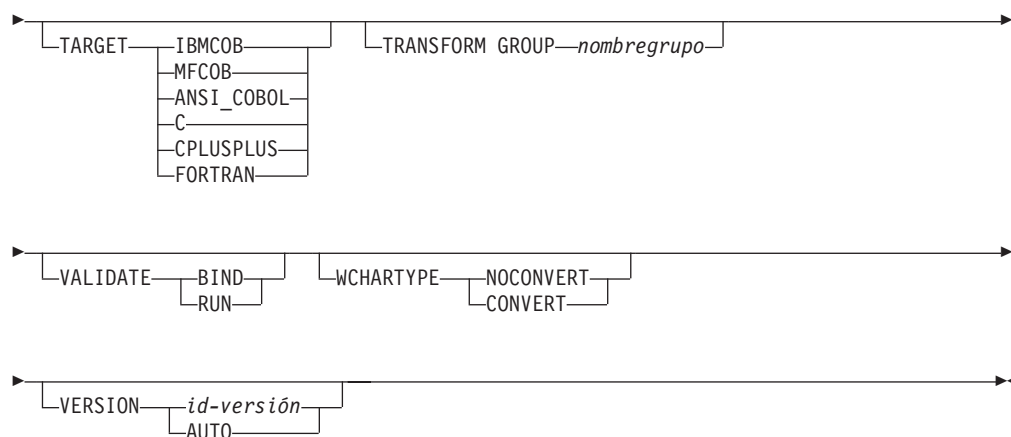 TARGET IBMCOB TRANSFORM GROUP nombregrupo
MFCOB
ANSI_COBOL
C
CPLUSPLUS
FORTRAN
VALIDATE BIND WCHARTYPE NOCONVERT
RUN CONVERT
VERSION id-versión
AUTO